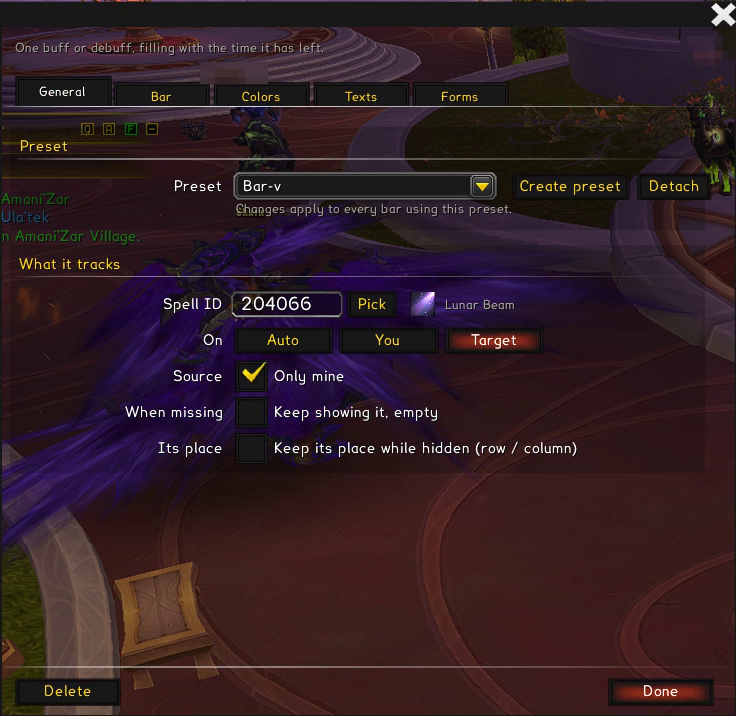 One buff or debuff, filling with the time it has left.
General Bar Colors Texts Forms
Q A F
Preset
Preset Bar-v Create preset Detach
Changes apply to every bar using this preset.
Amani'Zar
Ula'tek
n Amani'Zar Village.
What it tracks
Spell ID 204066 Pick Lunar Beam
On Auto You Target
Source Only mine
When missing Keep showing it, empty
Its place Keep its place while hidden (row / column)
Delete Done